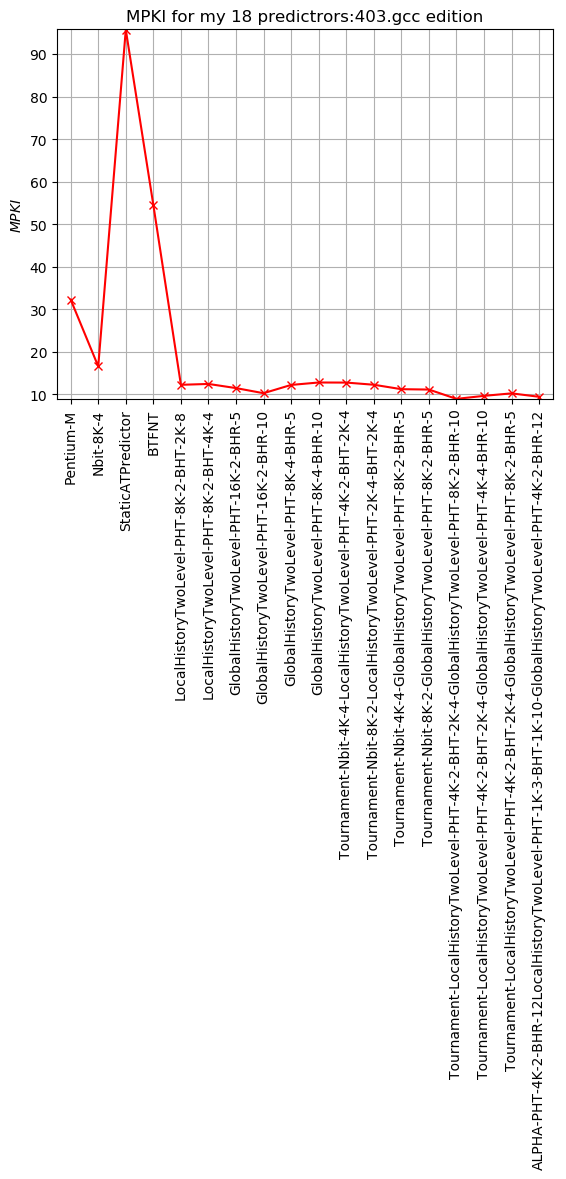 MPKI for my 18 predictrors:403.gcc edition
MPKI
90
80
70
60
50
40
30
20
10
Pentium-M
Nbit-8K-4
StaticATPredictor
BTFNT
LocalHistoryTwoLevel-PHT-8K-2-BHT-2K-8
LocalHistoryTwoLevel-PHT-8K-2-BHT-4K-4
GlobalHistoryTwoLevel-PHT-16K-2-BHR-5
GlobalHistoryTwoLevel-PHT-16K-2-BHR-10
GlobalHistoryTwoLevel-PHT-8K-4-BHR-5
GlobalHistoryTwoLevel-PHT-8K-4-BHR-10
Tournament-Nbit-4K-4-LocalHistoryTwoLevel-PHT-4K-2-BHT-2K-4
Tournament-Nbit-8K-2-LocalHistoryTwoLevel-PHT-2K-4-BHT-2K-4
Tournament-Nbit-4K-4-GlobalHistoryTwoLevel-PHT-8K-2-BHR-5
Tournament-Nbit-8K-2-GlobalHistoryTwoLevel-PHT-8K-2-BHR-5
Tournament-LocalHistoryTwoLevel-PHT-4K-2-BHT-2K-4-GlobalHistoryTwoLevel-PHT-8K-2-BHR-10
Tournament-LocalHistoryTwoLevel-PHT-4K-2-BHT-2K-4-GlobalHistoryTwoLevel-PHT-4K-4-BHR-10
Tournament-LocalHistoryTwoLevel-PHT-4K-2-BHT-2K-4-GlobalHistoryTwoLevel-PHT-8K-2-BHR-5
ALPHA-PHT-4K-2-BHR-12LocalHistoryTwoLevel-PHT-1K-3-BHT-1K-10-GlobalHistoryTwoLevel-PHT-4K-2-BHR-12